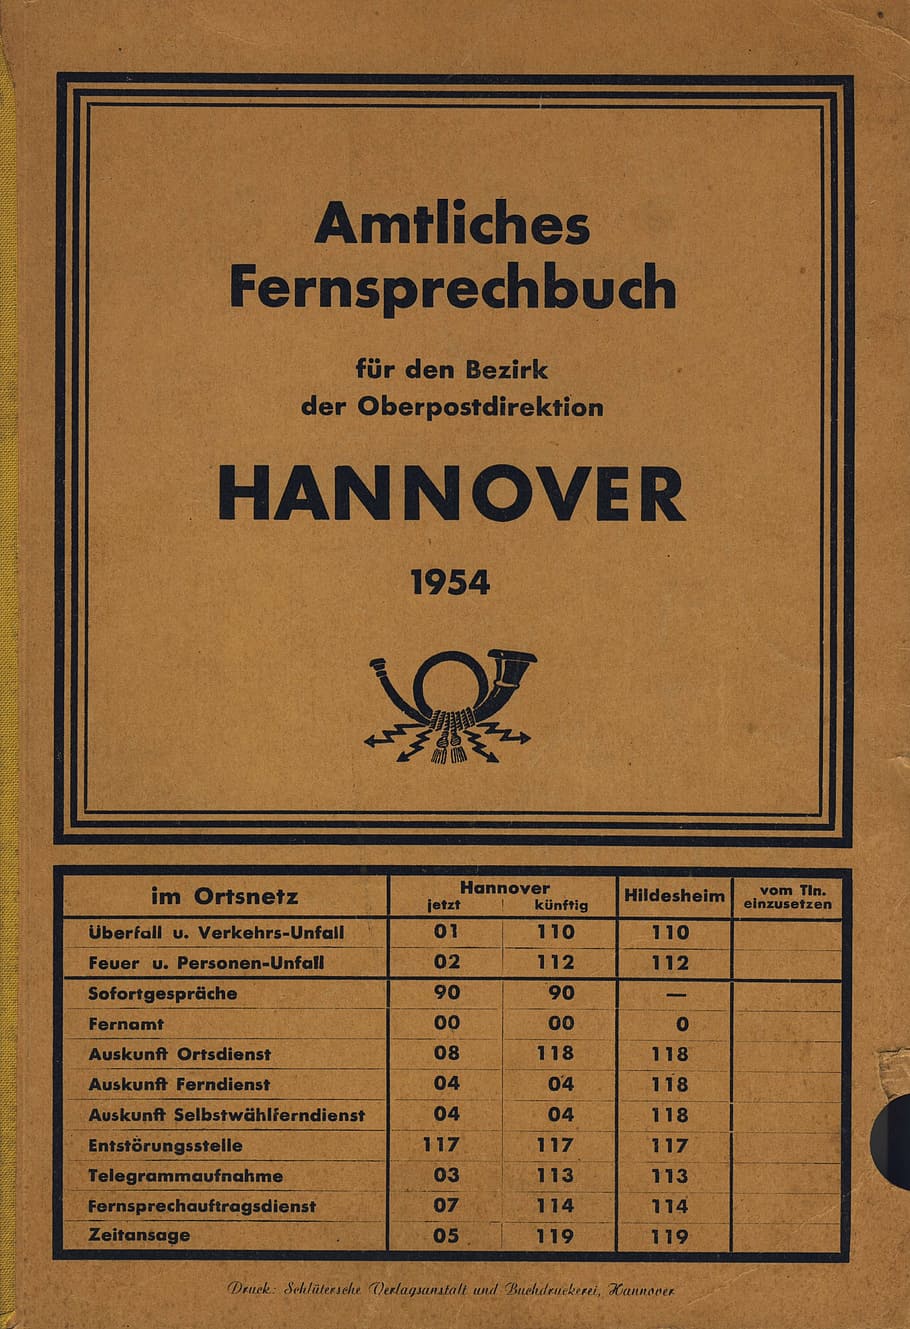 Amtliches
Fernsprechbuch
für den Bezirk
der Oberpostdirektion
HANNOVER
1954
im Ortsnetz Hannover jetzt künftig Hildesheim vom Tln. einzusetzen
Überfall u. Verkehrs-Unfall 01 110 110
Feuer u. Personen-Unfall 02 112 112
Sofortgespräche 90 90 —
Fernamt 00 00 0
Auskunft Ortsdienst 08 118 118
Auskunft Ferndienst 04 04 118
Auskunft Selbstwählferndienst 04 04 118
Entstörungsstelle 117 117 117
Telegrammaufnahme 03 113 113
Fernsprechauftragsdienst 07 114 114
Zeitansage 05 119 119
Druck: Schlütersche Verlagsanstalt und Buchdruckerei, Hannover